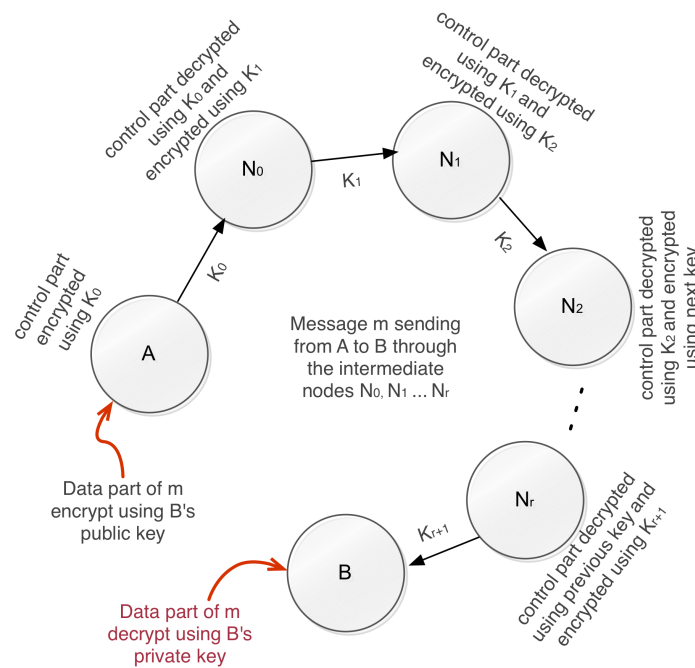 control part decrypted
using K0 and
encrypted using K1
N0
K1
control part decrypted
using K1 and
encrypted using K2
N1
K2
control part
encrypted
using K0
A
K0
N2
control part decrypted
using K2 and encrypted
using next key
Message m sending
from A to B through
the intermediate
nodes N0, N1 ... Nr
Data part of m
encrypt using B's
public key
Nr
Kr+1
control part decrypted
using previous key and
encrypted using Kr+1
B
Data part of m
decrypt using B's
private key